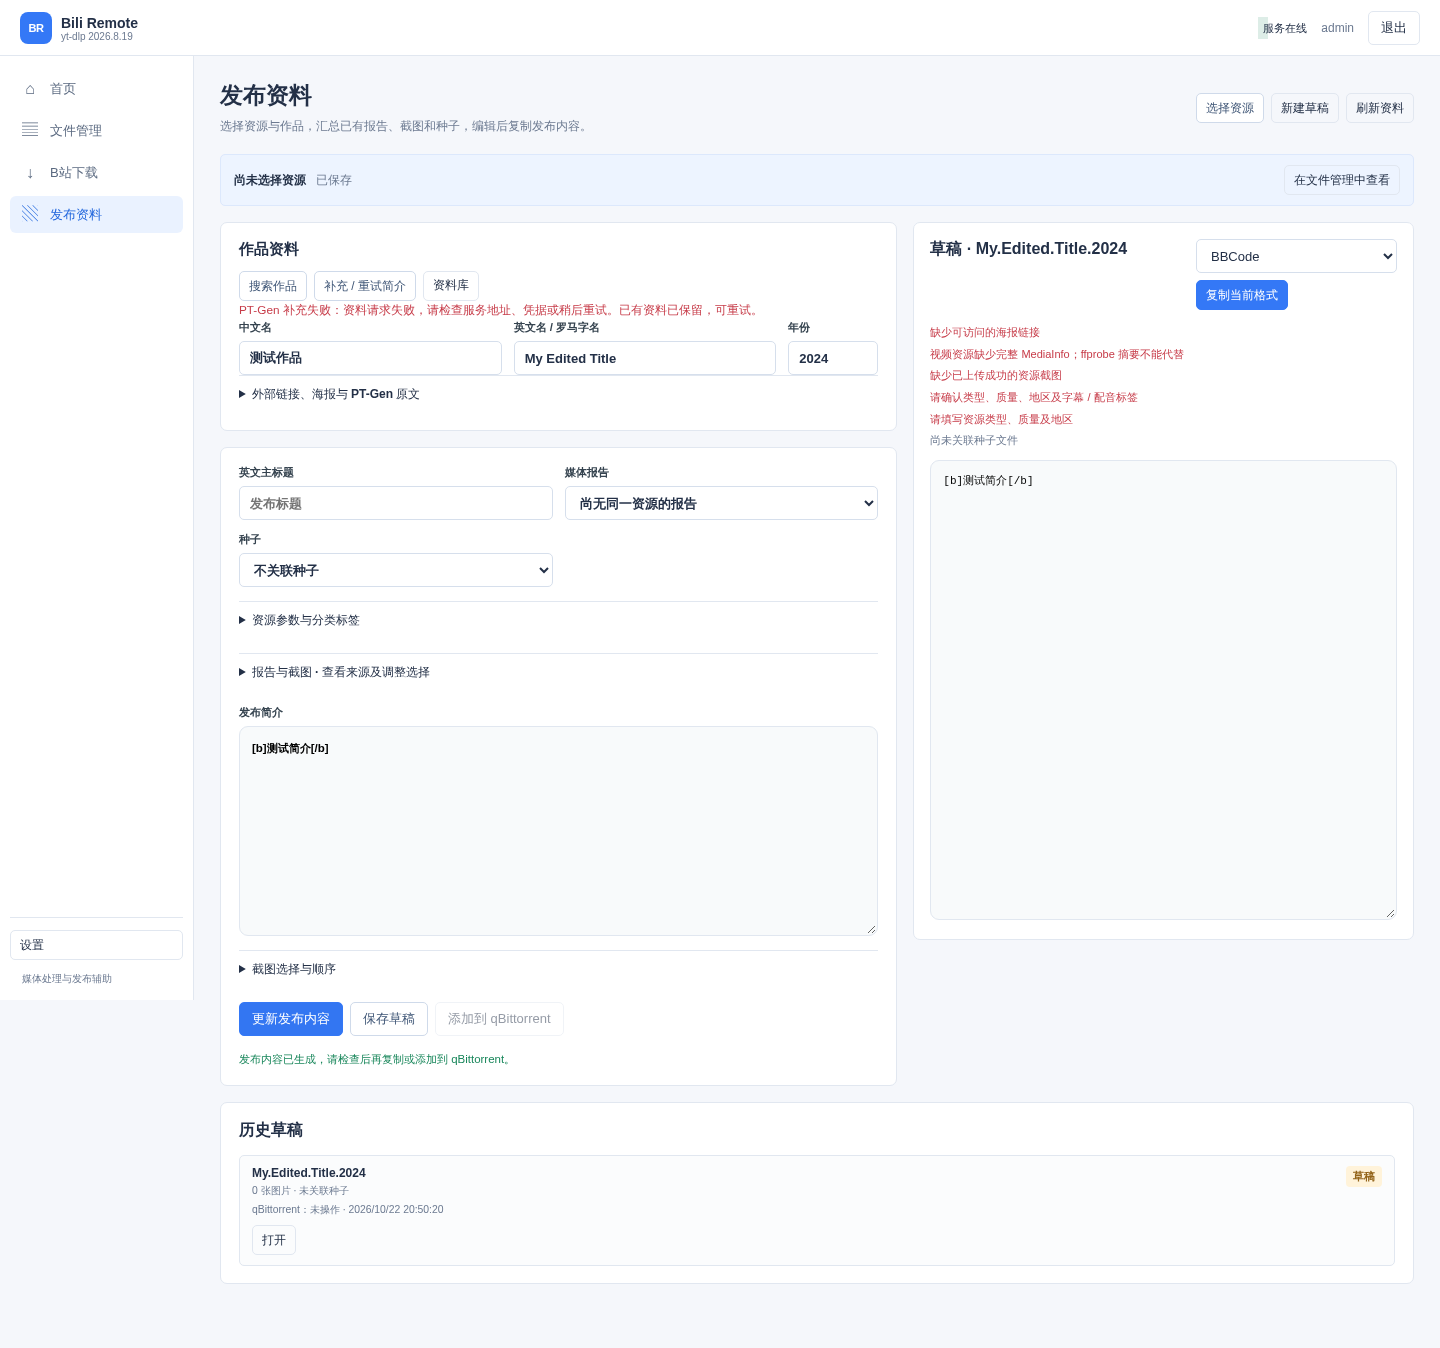 BR
Bili Remote
yt-dlp 2026.8.19
服务在线
admin
退出
首页
文件管理
B站下载
发布资料
设置
媒体处理与发布辅助
发布资料
选择资源与作品，汇总已有报告、截图和种子，编辑后复制发布内容。
选择资源
新建草稿
刷新资料
尚未选择资源 已保存
在文件管理中查看
作品资料
搜索作品
补充 / 重试简介
资料库
PT-Gen 补充失败：资料请求失败，请检查服务地址、凭据或稍后重试。已有资料已保留，可重试。
中文名
英文名 / 罗马字名
年份
测试作品
My Edited Title
2024
外部链接、海报与 PT-Gen 原文
英文主标题
媒体报告
发布标题
尚无同一资源的报告
种子
不关联种子
资源参数与分类标签
报告与截图 · 查看来源及调整选择
发布简介
[b]测试简介[/b]
截图选择与顺序
更新发布内容
保存草稿
添加到 qBittorrent
发布内容已生成，请检查后再复制或添加到 qBittorrent。
草稿 · My.Edited.Title.2024
BBCode
复制当前格式
缺少可访问的海报链接
视频资源缺少完整 MediaInfo；ffprobe 摘要不能代替
缺少已上传成功的资源截图
请确认类型、质量、地区及字幕 / 配音标签
请填写资源类型、质量及地区
尚未关联种子文件
[b]测试简介[/b]
历史草稿
My.Edited.Title.2024
草稿
0 张图片 · 未关联种子
qBittorrent：未操作 · 2026/10/22 20:50:20
打开